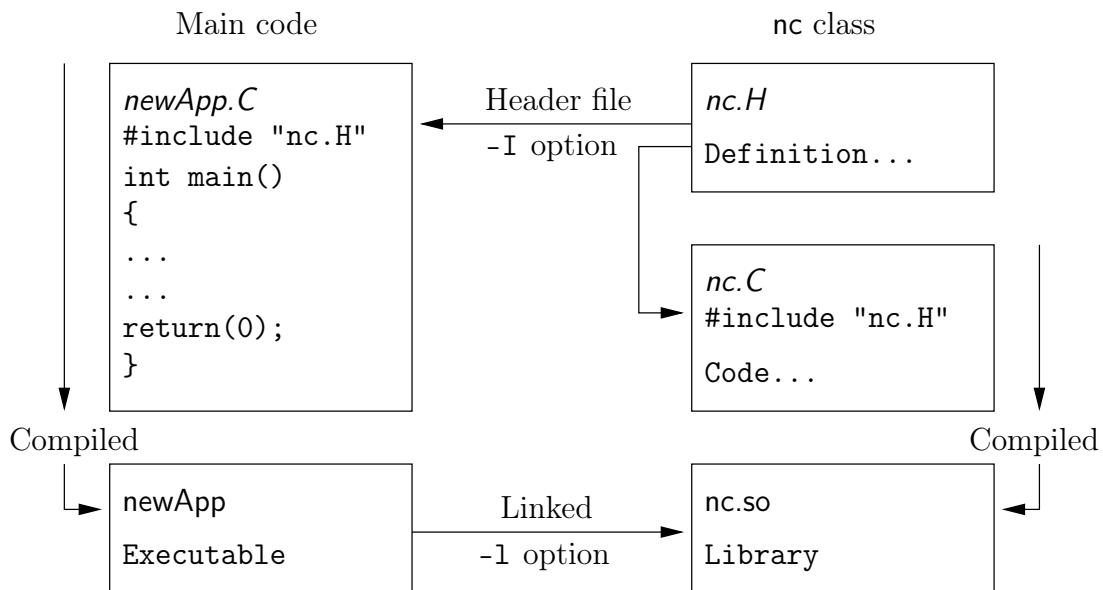 Main code
nc class
newApp.C
#include "nc.H"
int main()
{
...
...
return(0);
}
Header file
-I option
nc.H
Definition...
nc.C
#include "nc.H"
Code...
Compiled
Compiled
newApp
Executable
Linked
-l option
nc.so
Library